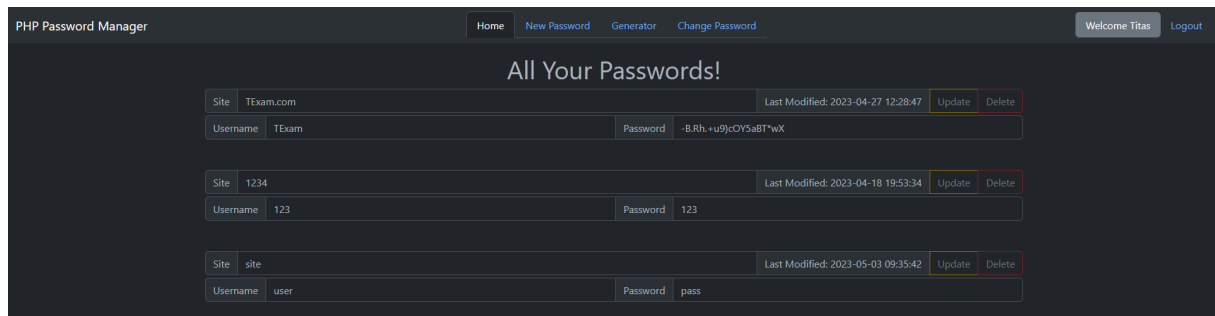 PHP Password Manager Home New Password Generator Change Password Welcome Titas Logout
All Your Passwords!
Site TExam.com Last Modified: 2023-04-27 12:28:47 Update Delete
Username TExam Password -B.Rh.+u9)cOY5aBT*wX
Site 1234 Last Modified: 2023-04-18 19:53:34 Update Delete
Username 123 Password 123
Site site Last Modified: 2023-05-03 09:35:42 Update Delete
Username user Password pass